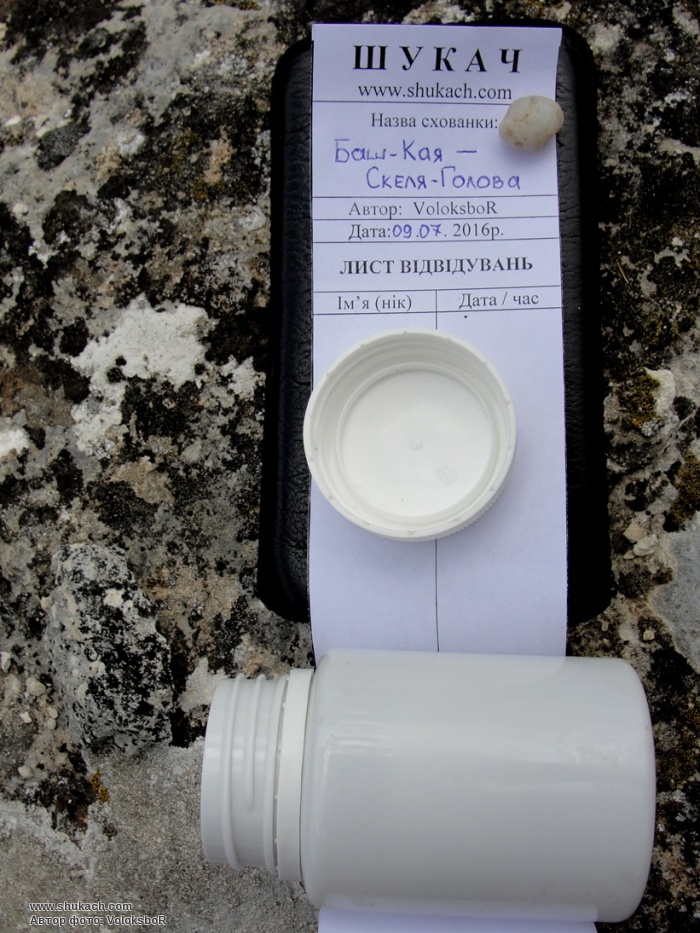 ШУКАЧ
www.shukach.com
Назва схованки:
Баш-Кая –
Скеля-Голова
Автор: VoloksboR
Дата: 09.07. 2016р.
ЛИСТ ВІДВІДУВАНЬ
Ім’я (нік) Дата / час
www.shukach.com
Автор фото: VoloksboR